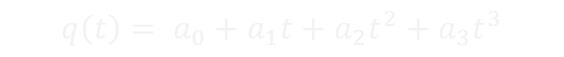 q(t) = a₀ + a₁t + a₂t² + a₃t³